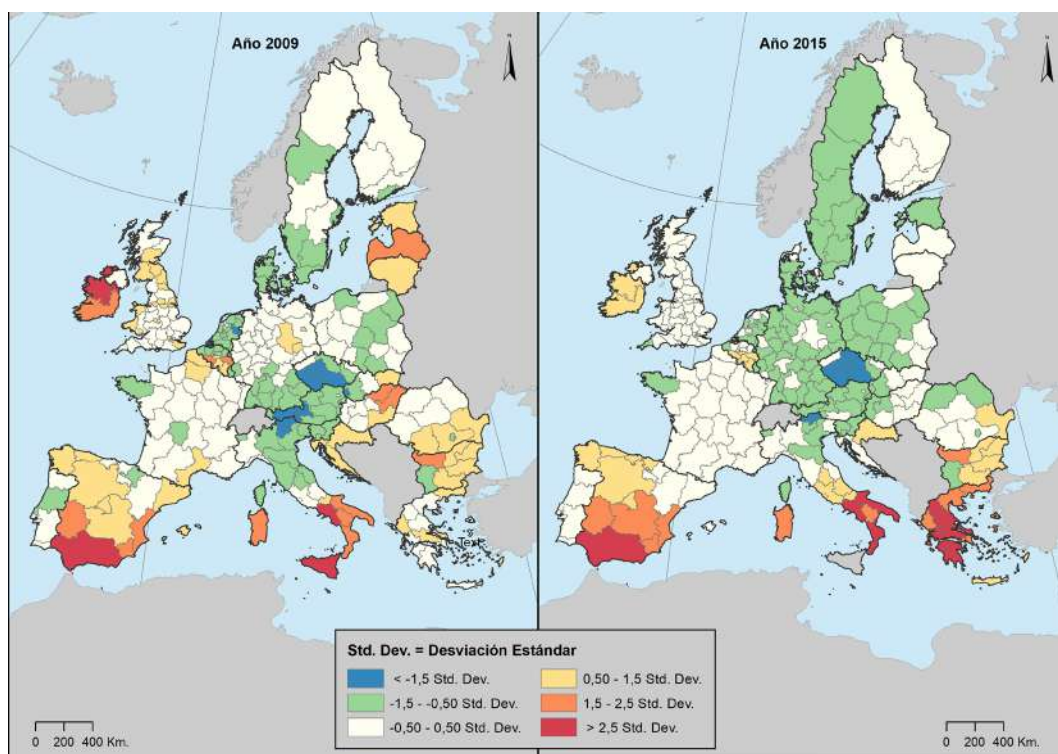 Año 2009
Año 2015
N
N
Text
Std. Dev. = Desviación Estándar
< -1,5 Std. Dev.
-1,5 - -0,50 Std. Dev.
-0,50 - 0,50 Std. Dev.
0,50 - 1,5 Std. Dev.
1,5 - 2,5 Std. Dev.
> 2,5 Std. Dev.
0 200 400 Km.
0 200 400 Km.